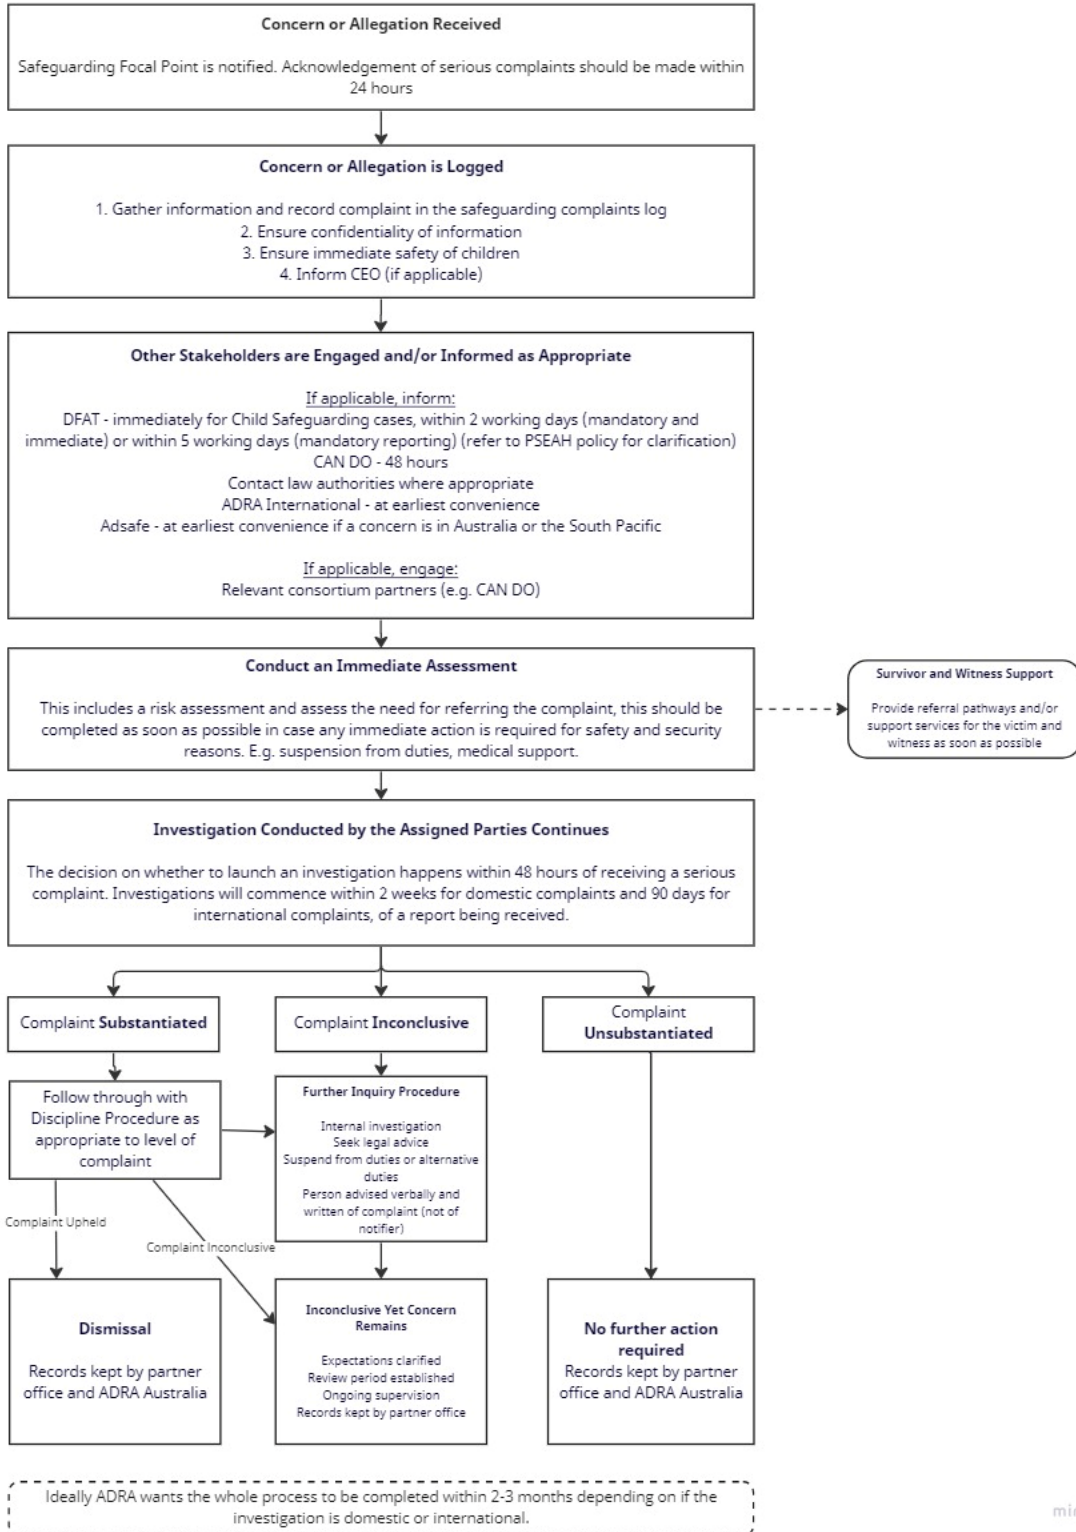 Concern or Allegation Received
Safeguarding Focal Point is notified. Acknowledgement of serious complaints should be made within
24 hours
Concern or Allegation is Logged
1. Gather information and record complaint in the safeguarding complaints log
2. Ensure confidentiality of information
3. Ensure immediate safety of children
4. Inform CEO (if applicable)
Other Stakeholders are Engaged and/or Informed as Appropriate
If applicable, inform:
DFAT - immediately for Child Safeguarding cases, within 2 working days (mandatory and
immediate) or within 5 working days (mandatory reporting) (refer to PSEAH policy for clarification)
CAN DO - 48 hours
Contact law authorities where appropriate
ADRA International - at earliest convenience
Adsafe - at earliest convenience if a concern is in Australia or the South Pacific
If applicable, engage:
Relevant consortium partners (e.g. CAN DO)
Conduct an Immediate Assessment
This includes a risk assessment and assess the need for referring the complaint, this should be
completed as soon as possible in case any immediate action is required for safety and security
reasons. E.g. suspension from duties, medical support.
Survivor and Witness Support
Provide referral pathways and/or
support services for the victim and
witness as soon as possible
Investigation Conducted by the Assigned Parties Continues
The decision on whether to launch an investigation happens within 48 hours of receiving a serious
complaint. Investigations will commence within 2 weeks for domestic complaints and 90 days for
international complaints, of a report being received.
Complaint Substantiated
Complaint Inconclusive
Complaint
Unsubstantiated
Follow through with
Discipline Procedure as
appropriate to level of
complaint
Further Inquiry Procedure
Internal investigation
Seek legal advice
Suspend from duties or alternative
duties
Person advised verbally and
written of complaint (not of
notifier)
Complaint Upheld
Complaint Inconclusive
Dismissal
Records kept by partner
office and ADRA Australia
Inconclusive Yet Concern
Remains
Expectations clarified
Review period established
Ongoing supervision
Records kept by partner office
No further action
required
Records kept by partner
office and ADRA Australia
Ideally ADRA wants the whole process to be completed within 2-3 months depending on if the
investigation is domestic or international.